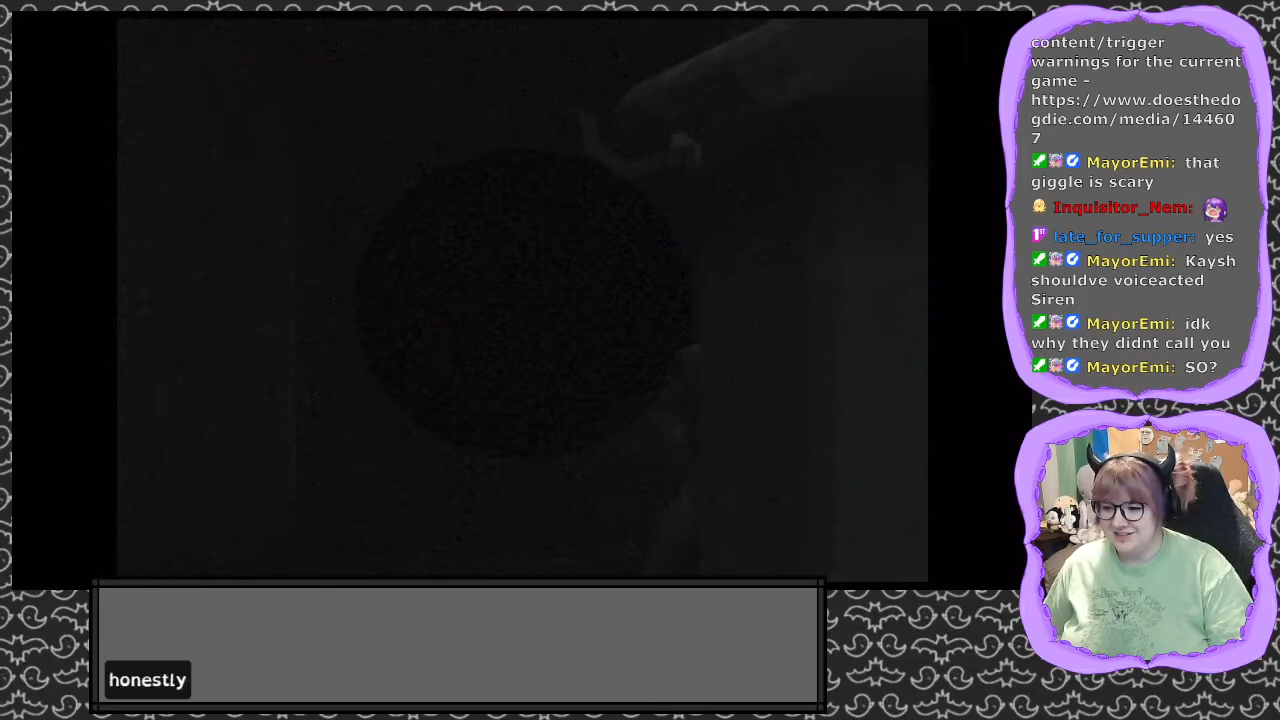 content/trigger
warnings for the current
game -
https://www.doesthedo
gdie.com/media/14460
7
MayorEmi: that
giggle is scary
Inquisitor_Nem:
1ST late_for_supper: yes
MayorEmi: Kaysh
shouldve voiceacted
Siren
MayorEmi: idk
why they didnt call you
MayorEmi: SO?
honestly